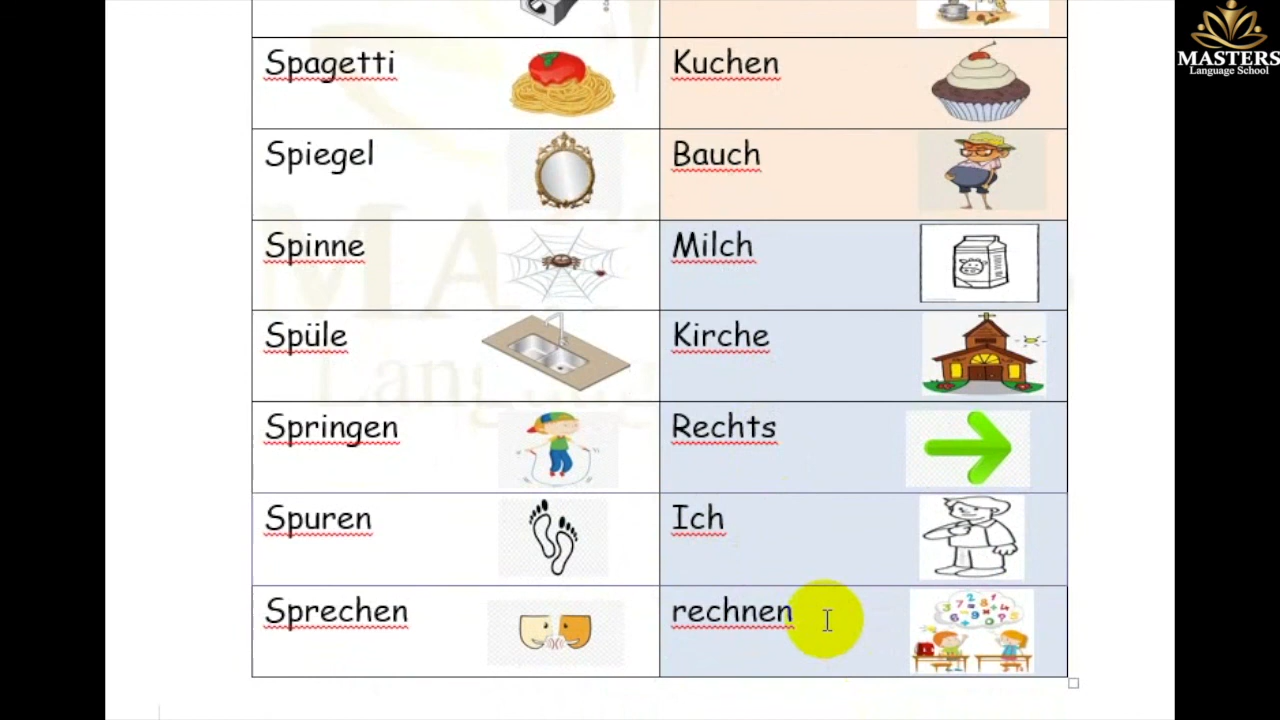 MASTERS
Language School
Spagetti
Kuchen
Spiegel
Bauch
Spinne
Milch
Spüle
Kirche
Springen
Rechts
Spuren
Ich
Sprechen
rechnen